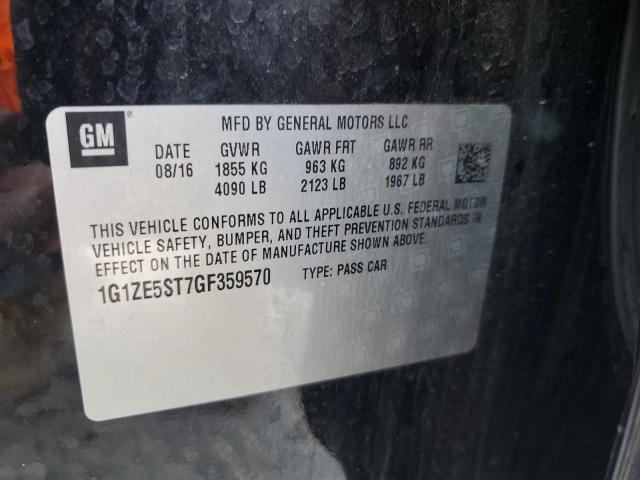 GM
MFD BY GENERAL MOTORS LLC
DATE GVWR GAWR FRT GAWR RR
08/16 1855 KG 963 KG 892 KG
4090 LB 2123 LB 1967 LB
THIS VEHICLE CONFORMS TO ALL APPLICABLE U.S. FEDERAL MOTOR
VEHICLE SAFETY, BUMPER, AND THEFT PREVENTION STANDARDS IN
EFFECT ON THE DATE OF MANUFACTURE SHOWN ABOVE.
1G1ZE5ST7GF359570 TYPE: PASS CAR